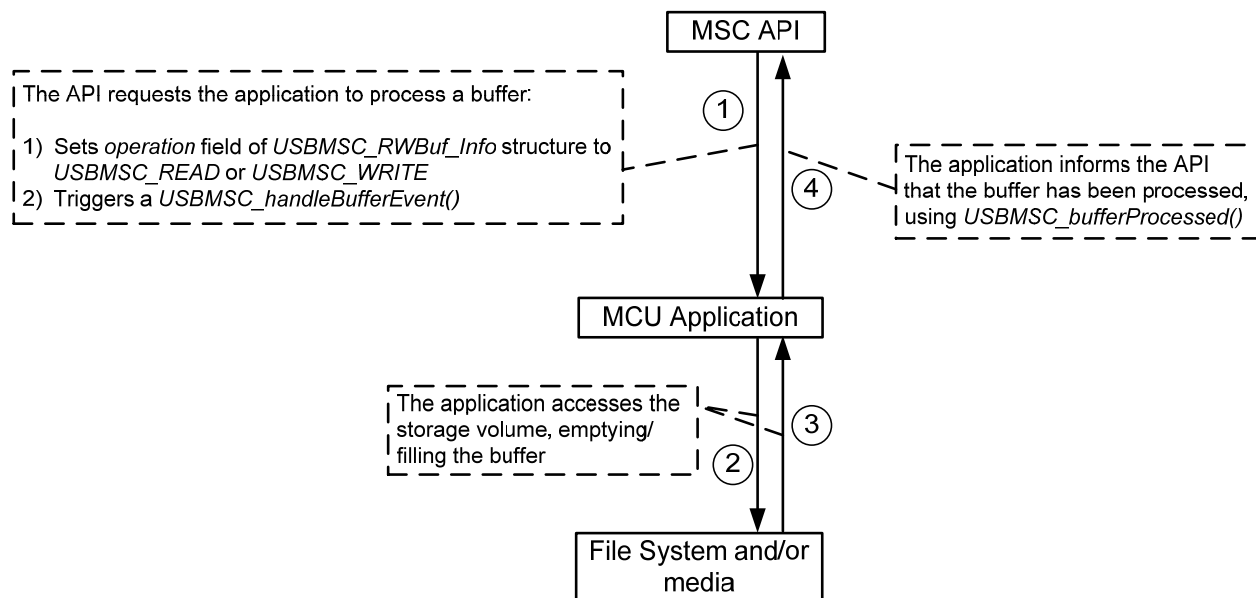 MSC API
The API requests the application to process a buffer:
1) Sets operation field of USBMSC_RWBuf_Info structure to
USBMSC_READ or USBMSC_WRITE
2) Triggers a USBMSC_handleBufferEvent()
1
4
The application informs the API
that the buffer has been processed,
using USBMSC_bufferProcessed()
MCU Application
The application accesses the
storage volume, emptying/
filling the buffer
3
2
File System and/or
media